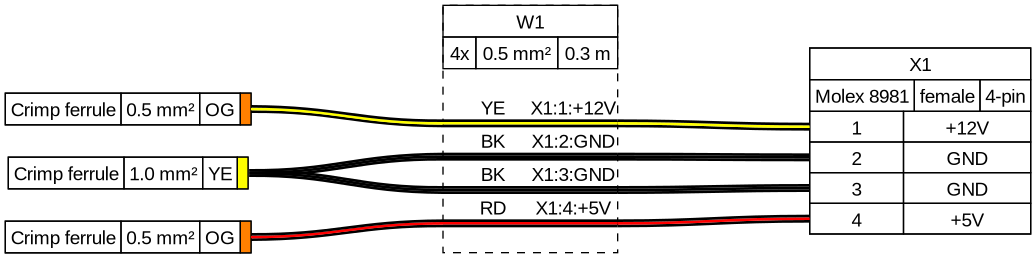 W1
4x 0.5 mm² 0.3 m
X1
Molex 8981 female 4-pin
Crimp ferrule 0.5 mm² OG
YE X1:1:+12V
1 +12V
BK X1:2:GND
2 GND
Crimp ferrule 1.0 mm² YE
BK X1:3:GND
3 GND
RD X1:4:+5V
4 +5V
Crimp ferrule 0.5 mm² OG